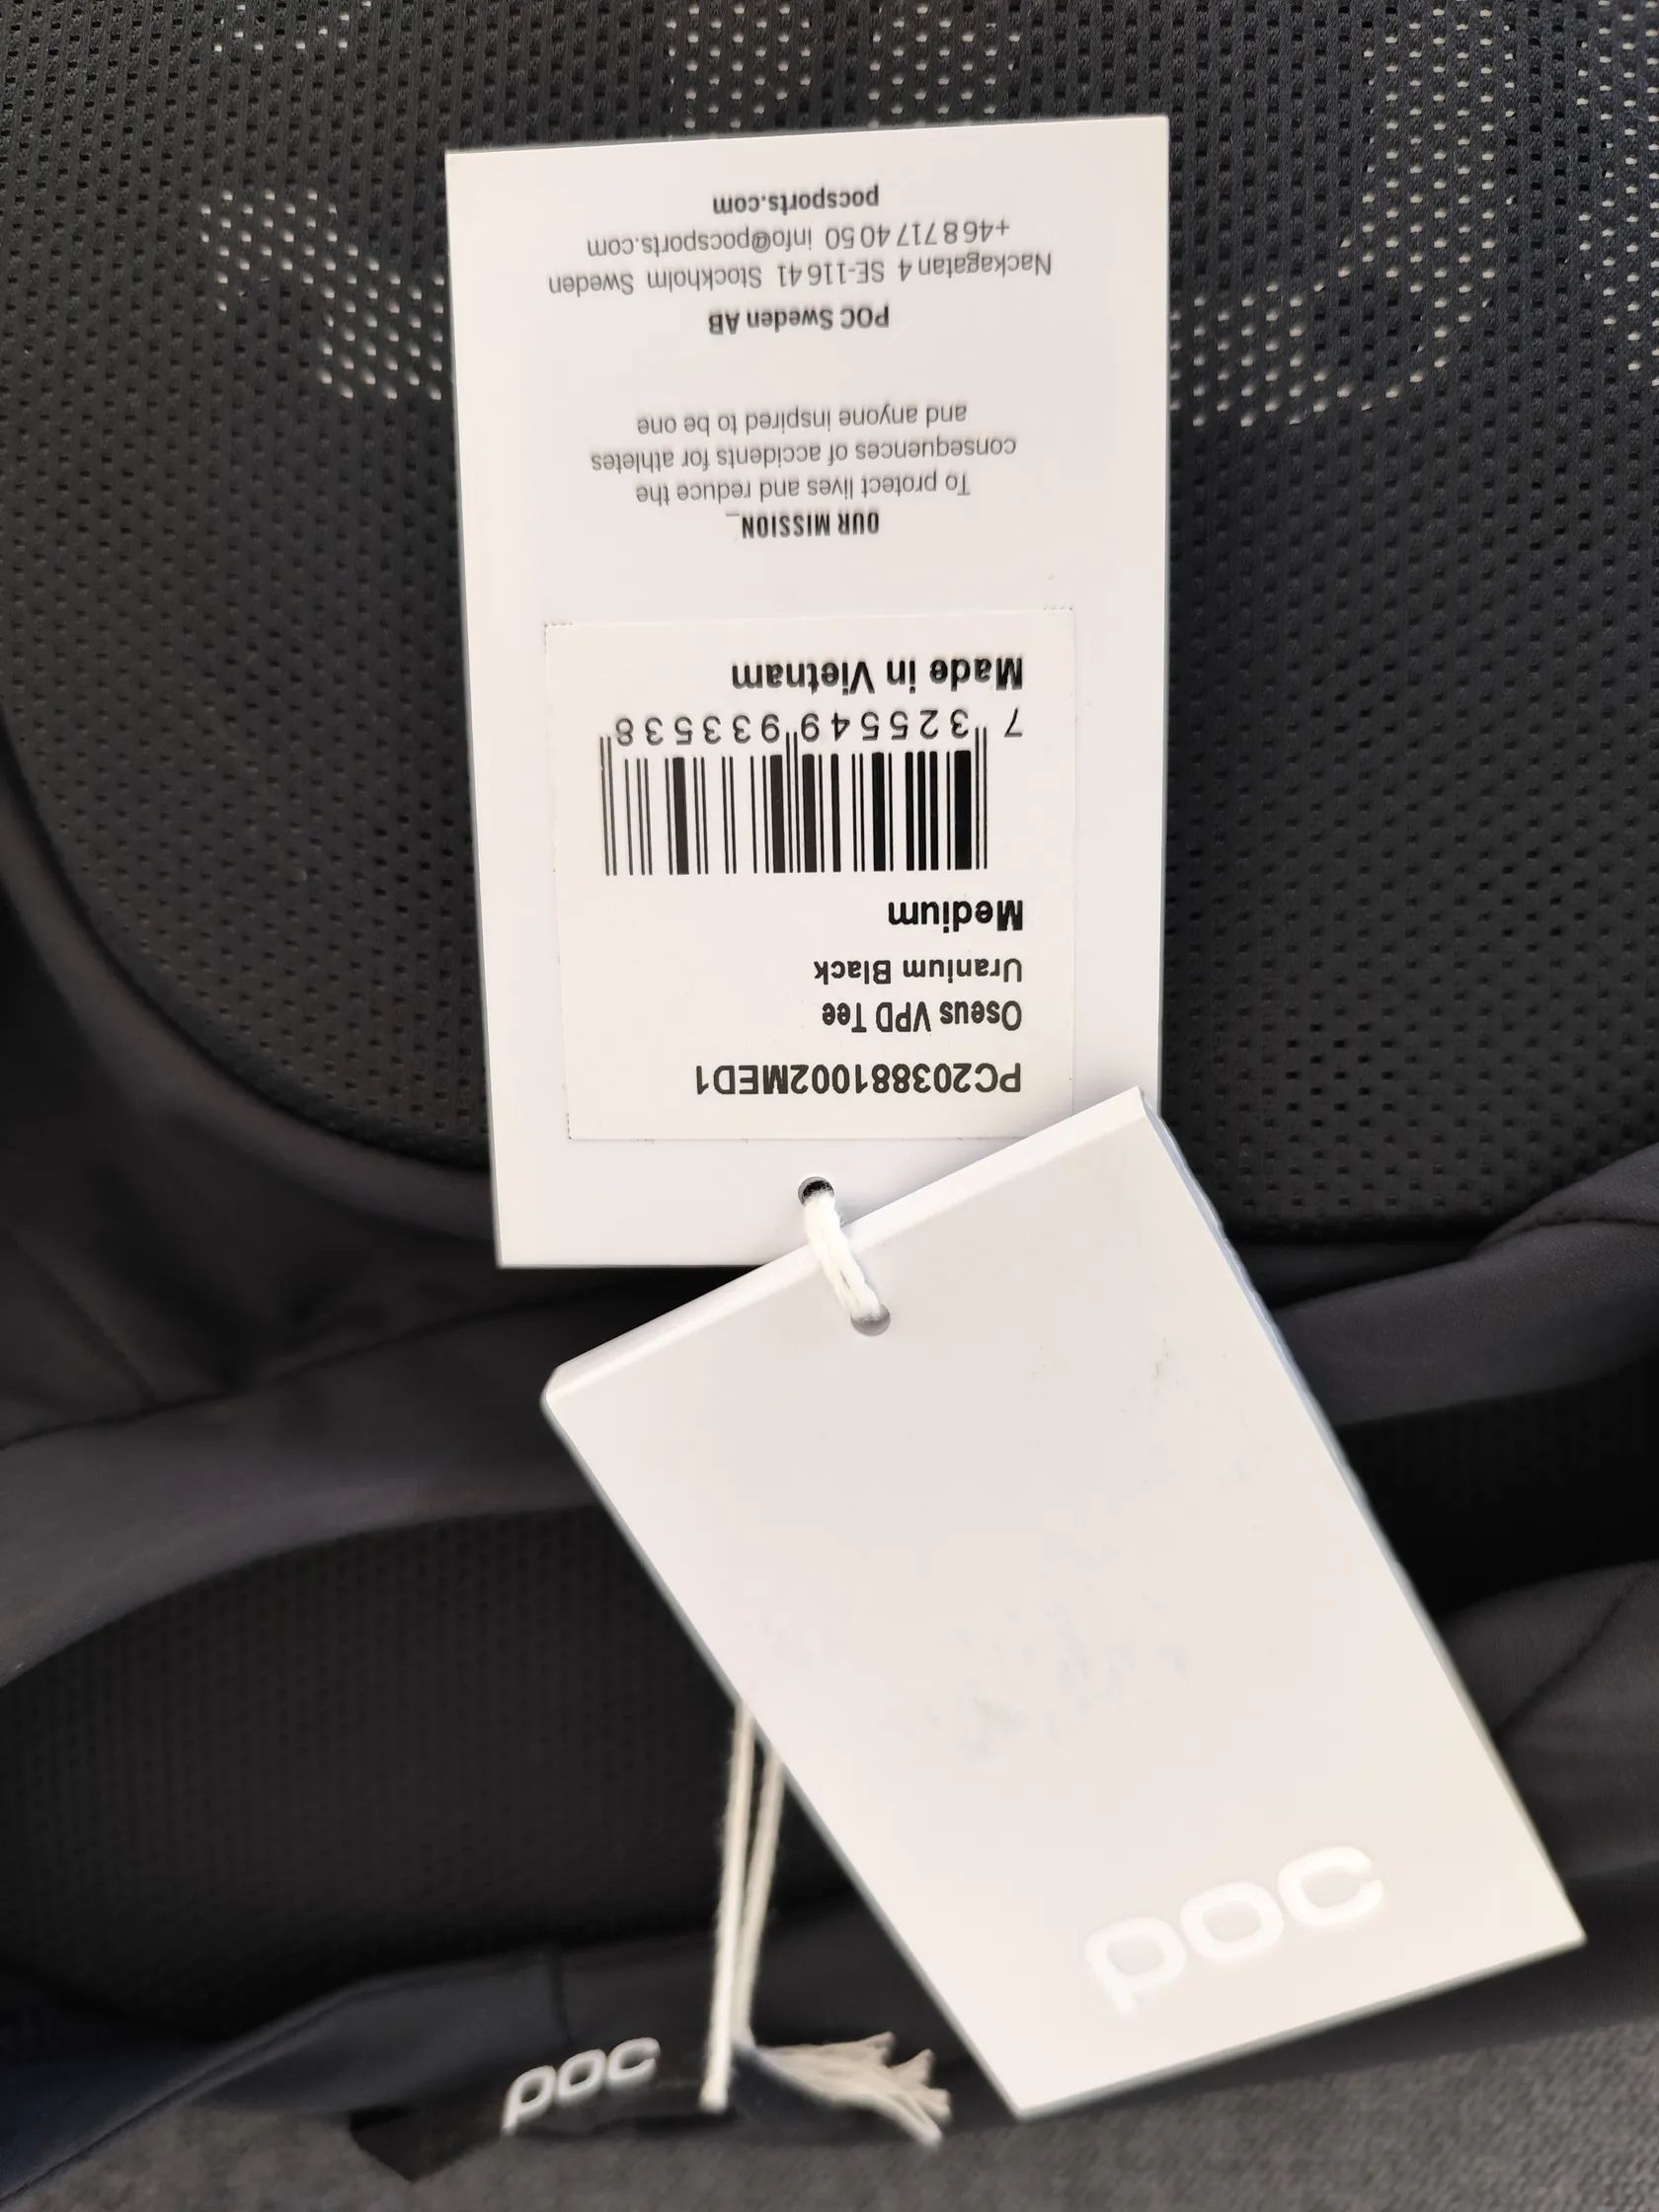 PC203881002MED1
Oseus VPD Tee
Uranium Black
Medium
7 325549 933538
Made in Vietnam
OUR MISSION_
To protect lives and reduce the
consequences of accidents for athletes
and anyone inspired to be one
POC Sweden AB
Nackagatan 4 SE-116 41 Stockholm Sweden
+46 8 717 40 50 info@pocsports.com
pocsports.com
POC
POC